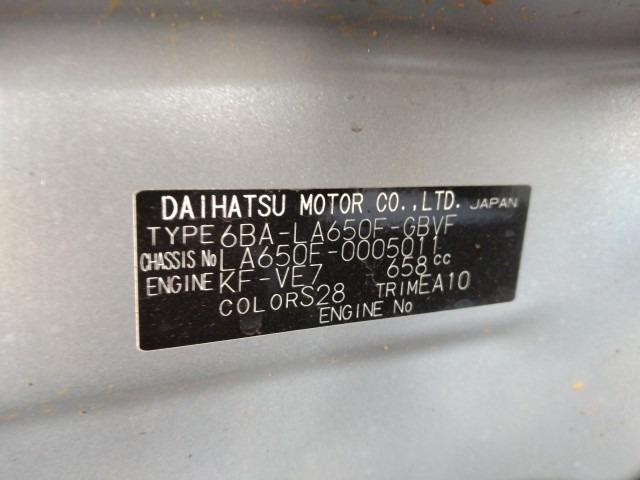 DAIHATSU MOTOR CO.,LTD. JAPAN
TYPE 6BA-LA650F-GBVF
CHASSIS No LA650F-0005011
ENGINE KF-VE7 658cc
COLOR S28 TRIM EA10
ENGINE No